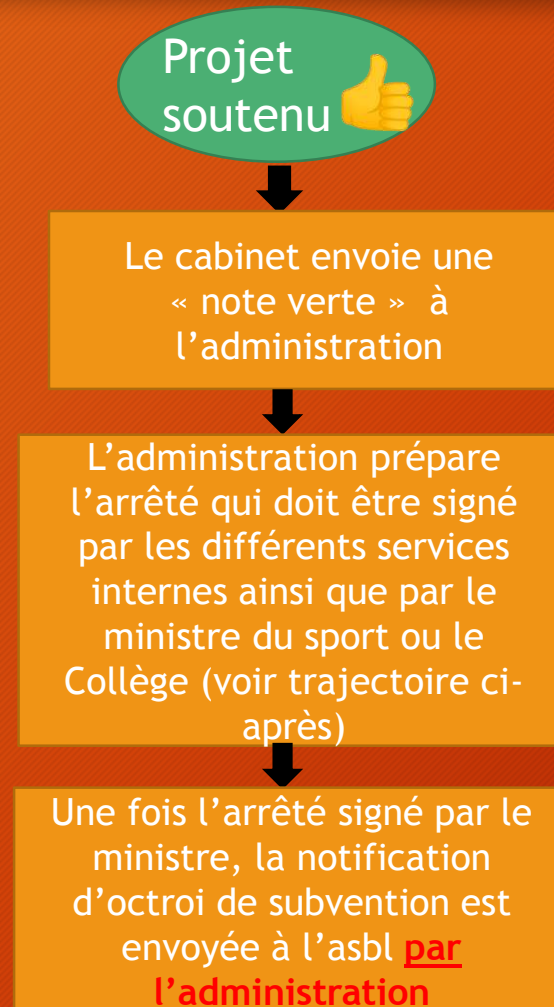 Projet
soutenu
Le cabinet envoie une
« note verte »  à
l’administration
L’administration prépare
l’arrêté qui doit être signé
par les différents services
internes ainsi que par le
ministre du sport ou le
Collège (voir trajectoire ci-
après)
Une fois l’arrêté signé par le
ministre, la notification
d’octroi de subvention est
envoyée à l’asbl par
l’administration